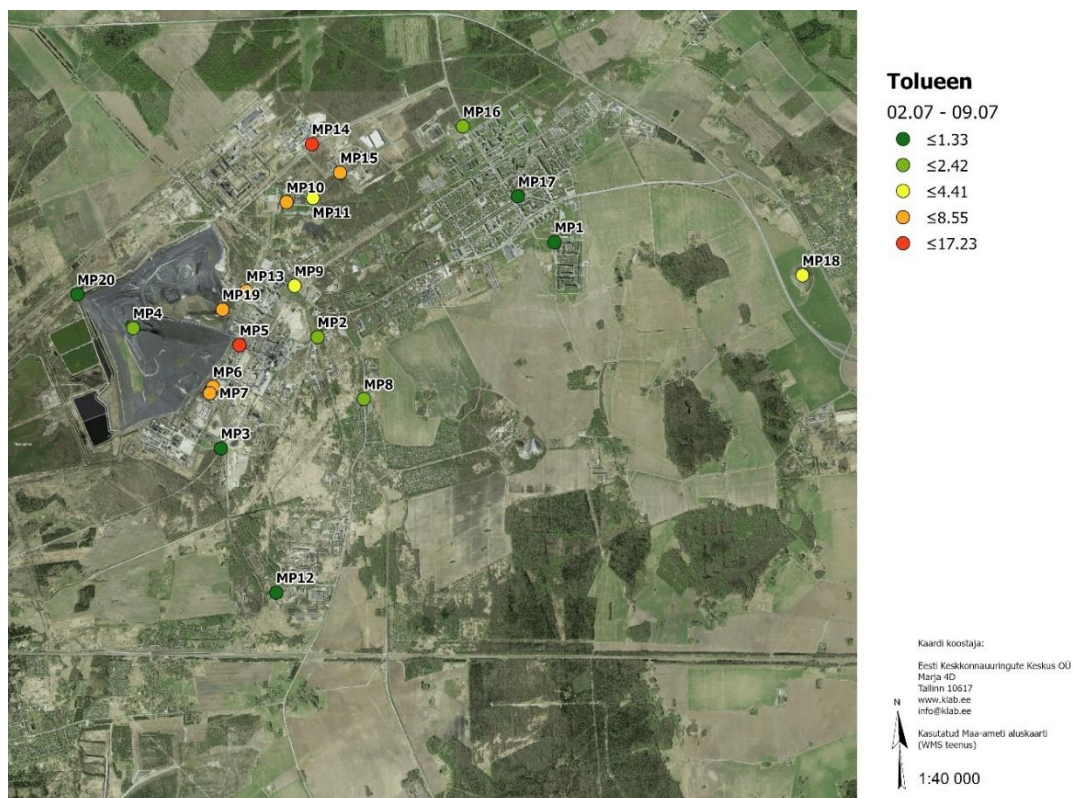 Tolueen
02.07 - 09.07
≤1.33
≤2.42
≤4.41
≤8.55
≤17.23
MP16
MP14
MP15
MP17
MP10
MP11
MP1
MP18
MP20
MP13
MP9
MP19
MP4
MP2
MP5
MP6
MP7
MP8
MP3
MP12
Kaardi koostaja:
Eesti Keskkonnauuringute Keskus OÜ
Marja 4D
Tallinn 10617
www.klab.ee
info@klab.ee
N
Kasutatud Maa-ameti aluskaarti
(WMS teenus)
1:40 000